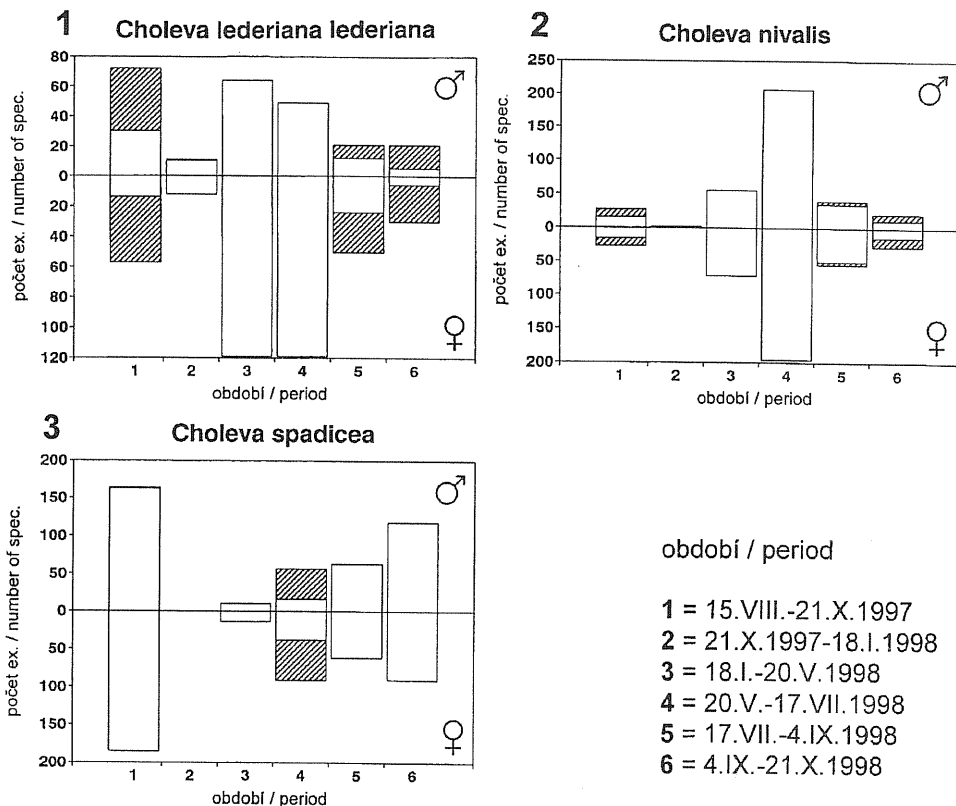 1 Choleva lederiana lederiana
počet ex. / number of spec.
80
60
40
20
0
20
40
60
80
100
120
♂
♀
1 2 3 4 5 6
období / period
2 Choleva nivalis
počet ex. / number of spec.
250
200
150
100
50
0
50
100
150
200
♂
♀
1 2 3 4 5 6
období / period
3 Choleva spadicea
počet ex. / number of spec.
200
150
100
50
0
50
100
150
200
♂
♀
1 2 3 4 5 6
období / period
období / period
1 = 15.VIII.-21.X.1997
2 = 21.X.1997-18.I.1998
3 = 18.I.-20.V.1998
4 = 20.V.-17.VII.1998
5 = 17.VII.-4.IX.1998
6 = 4.IX.-21.X.1998